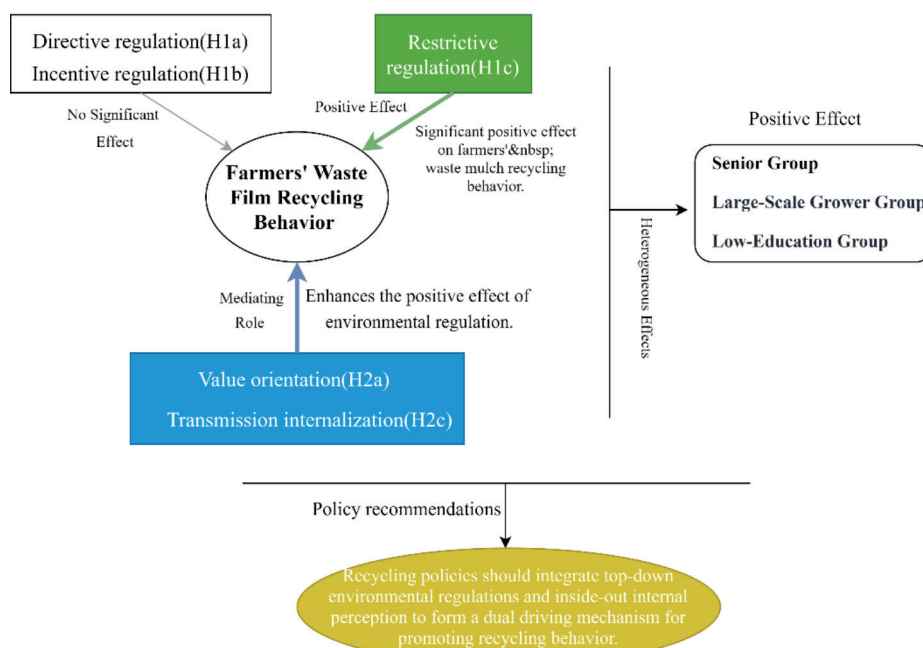 Directive regulation(H1a)
Incentive regulation(H1b)
Restrictive
regulation(H1c)
No Significant
Effect
Positive Effect
Significant positive effect
on farmers'&nbsp;
waste mulch recycling
behavior.
Farmers' Waste
Film Recycling
Behavior
Mediating
Role
Enhances the positive effect of
environmental regulation.
Value orientation(H2a)
Transmission internalization(H2c)
Heterogeneous Effects
Positive Effect
Senior Group
Large-Scale Grower Group
Low-Education Group
Policy recommendations
Recycling policies should integrate top-down
environmental regulations and inside-out internal
perception to form a dual driving mechanism for
promoting recycling behavior.